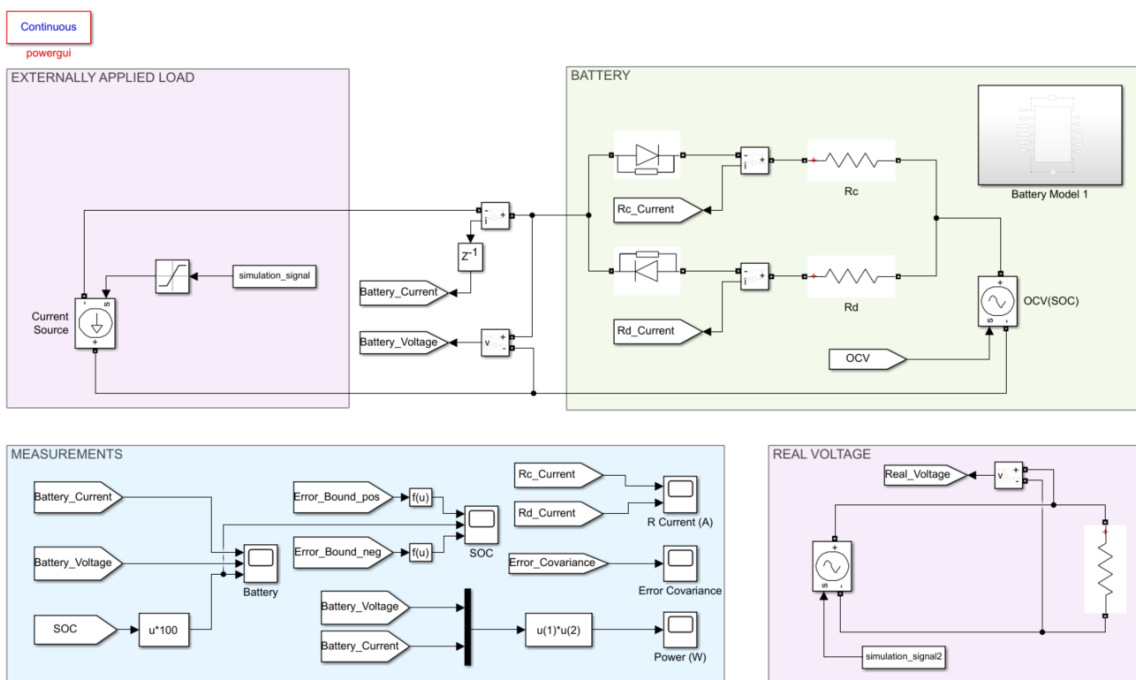 Continuous
powergui
EXTERNALLY APPLIED LOAD
simulation_signal
s
-
+
Current
Source
-
i
+
z-1
Battery_Current
Battery_Voltage
v
+
-
BATTERY
-
i
+
+
Rc
Rc_Current
-
i
+
+
Rd
Rd_Current
Battery Model 1
+
s
-
OCV(SOC)
OCV
MEASUREMENTS
Battery_Current
Battery_Voltage
SOC
u*100
Battery
Error_Bound_pos
f(u)
Error_Bound_neg
f(u)
SOC
Battery_Voltage
Battery_Current
u(1)*u(2)
Rc_Current
Rd_Current
R Current (A)
Error_Covariance
Error Covariance
Power (W)
REAL VOLTAGE
Real_Voltage
v
+
-
+
s
-
+
simulation_signal2